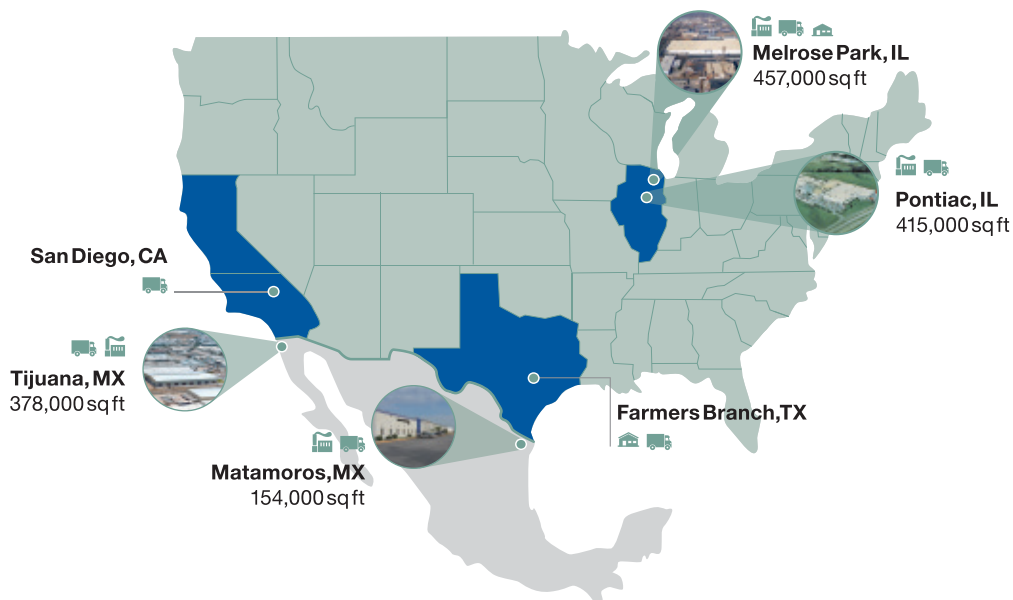 Melrose Park, IL
457,000 sq ft
Pontiac, IL
415,000 sq ft
San Diego, CA
Tijuana, MX
378,000 sq ft
Farmers Branch,TX
Matamoros,MX
154,000 sq ft